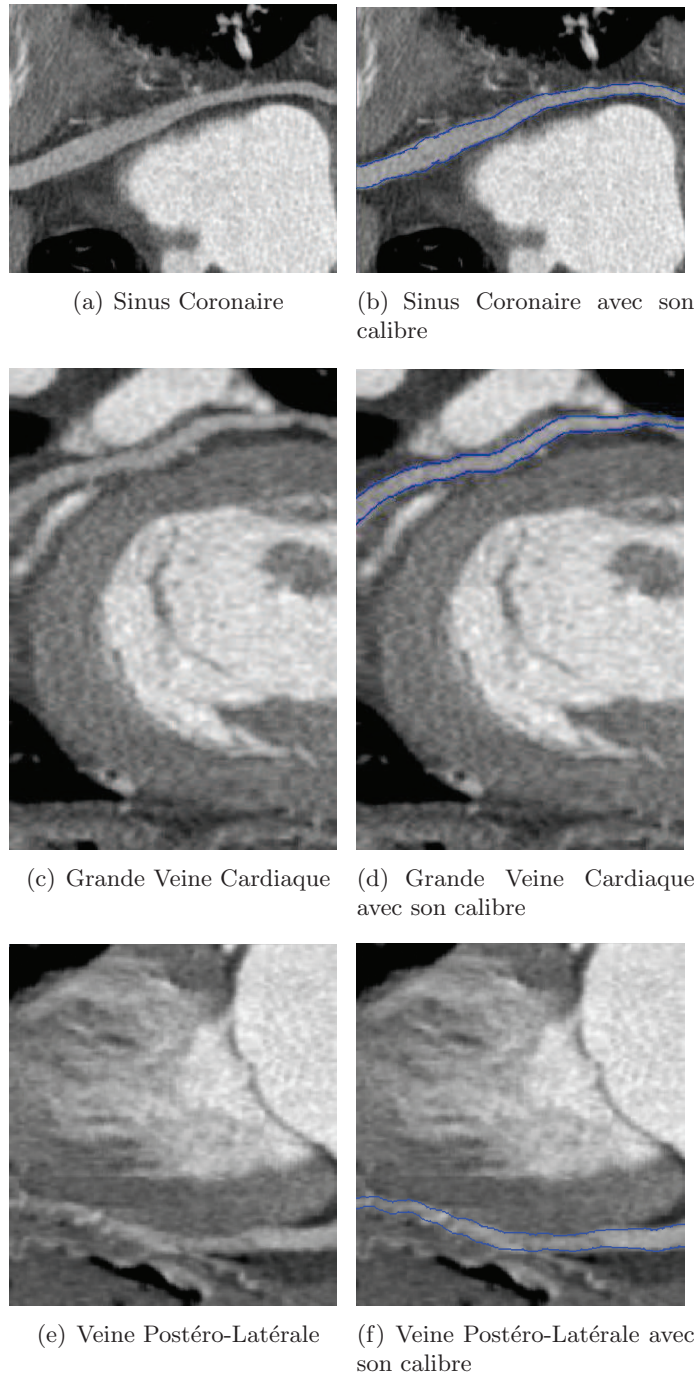 (a) Sinus Coronaire
(b) Sinus Coronaire avec son
calibre
(c) Grande Veine Cardiaque
(d) Grande Veine Cardiaque
avec son calibre
(e) Veine Postéro-Latérale
(f) Veine Postéro-Latérale avec
son calibre